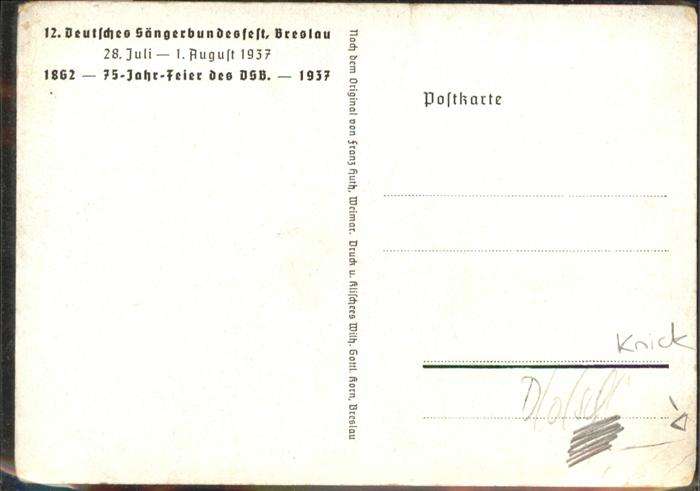 12. Deutsches Sängerbundesfest, Breslau
28. Juli — 1. August 1937
1862 — 75-Jahr-Feier des DSB. — 1937
Nach dem Original von Franz Huth, Weimar. Druck u. Klischees Wilh. Gottl. Korn, Breslau
Postkarte
Knick